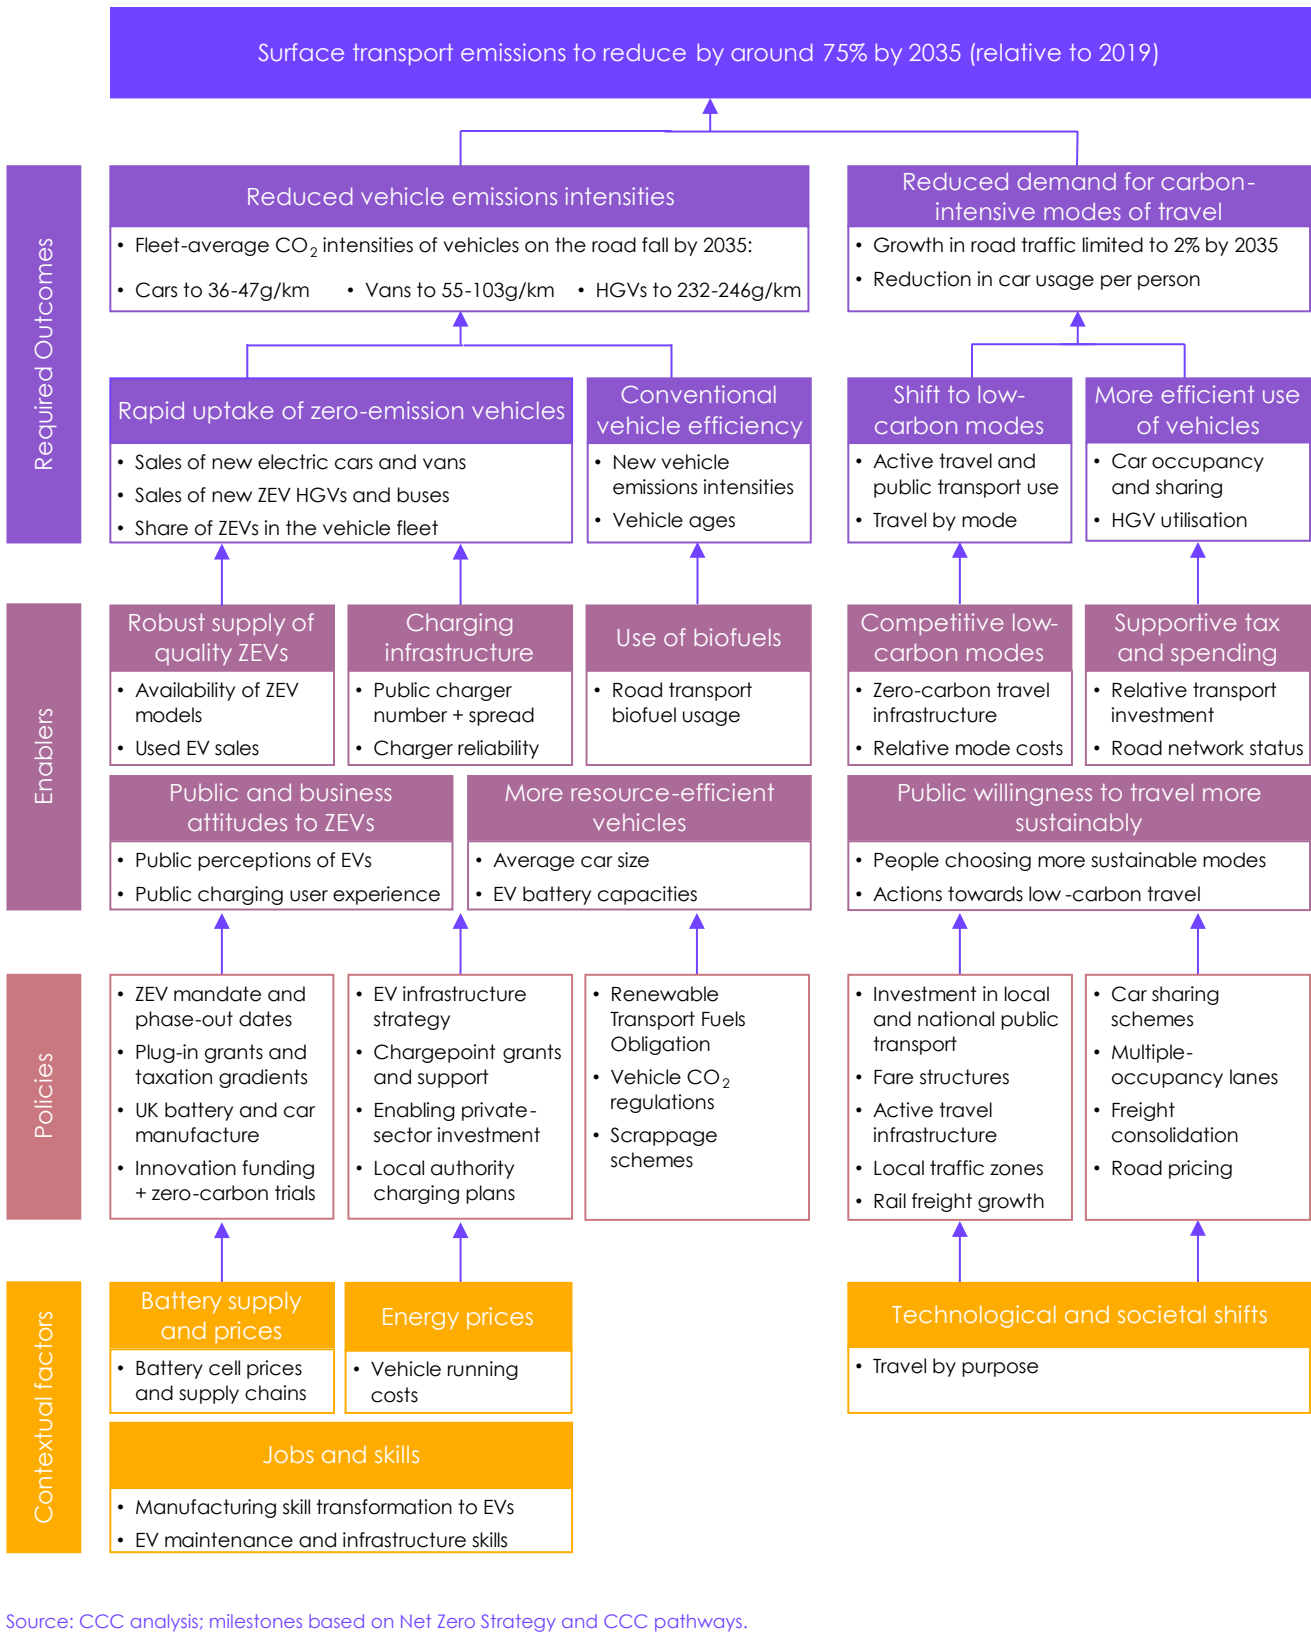 Surface transport emissions to reduce by around 75% by 2035 (relative to 2019)
Required Outcomes
Reduced vehicle emissions intensities
• Fleet-average CO2 intensities of vehicles on the road fall by 2035:
• Cars to 36-47g/km • Vans to 55-103g/km • HGVs to 232-246g/km
Reduced demand for carbon-
intensive modes of travel
• Growth in road traffic limited to 2% by 2035
• Reduction in car usage per person
Rapid uptake of zero-emission vehicles
• Sales of new electric cars and vans
• Sales of new ZEV HGVs and buses
• Share of ZEVs in the vehicle fleet
Conventional
vehicle efficiency
• New vehicle
emissions intensities
• Vehicle ages
Shift to low-
carbon modes
• Active travel and
public transport use
• Travel by mode
More efficient use
of vehicles
• Car occupancy
and sharing
• HGV utilisation
Enablers
Robust supply of
quality ZEVs
• Availability of ZEV
models
• Used EV sales
Charging
infrastructure
• Public charger
number + spread
• Charger reliability
Use of biofuels
• Road transport
biofuel usage
Competitive low-
carbon modes
• Zero-carbon travel
infrastructure
• Relative mode costs
Supportive tax
and spending
• Relative transport
investment
• Road network status
Public and business
attitudes to ZEVs
• Public perceptions of EVs
• Public charging user experience
More resource-efficient
vehicles
• Average car size
• EV battery capacities
Public willingness to travel more
sustainably
• People choosing more sustainable modes
• Actions towards low-carbon travel
Policies
• ZEV mandate and
phase-out dates
• Plug-in grants and
taxation gradients
• UK battery and car
manufacture
• Innovation funding
+ zero-carbon trials
• EV infrastructure
strategy
• Chargepoint grants
and support
• Enabling private-
sector investment
• Local authority
charging plans
• Renewable
Transport Fuels
Obligation
• Vehicle CO2
regulations
• Scrappage
schemes
• Investment in local
and national public
transport
• Fare structures
• Active travel
infrastructure
• Local traffic zones
• Rail freight growth
• Car sharing
schemes
• Multiple-
occupancy lanes
• Freight
consolidation
• Road pricing
Contextual factors
Battery supply
and prices
• Battery cell prices
and supply chains
Energy prices
• Vehicle running
costs
Technological and societal shifts
• Travel by purpose
Jobs and skills
• Manufacturing skill transformation to EVs
• EV maintenance and infrastructure skills
Source: CCC analysis; milestones based on Net Zero Strategy and CCC pathways.